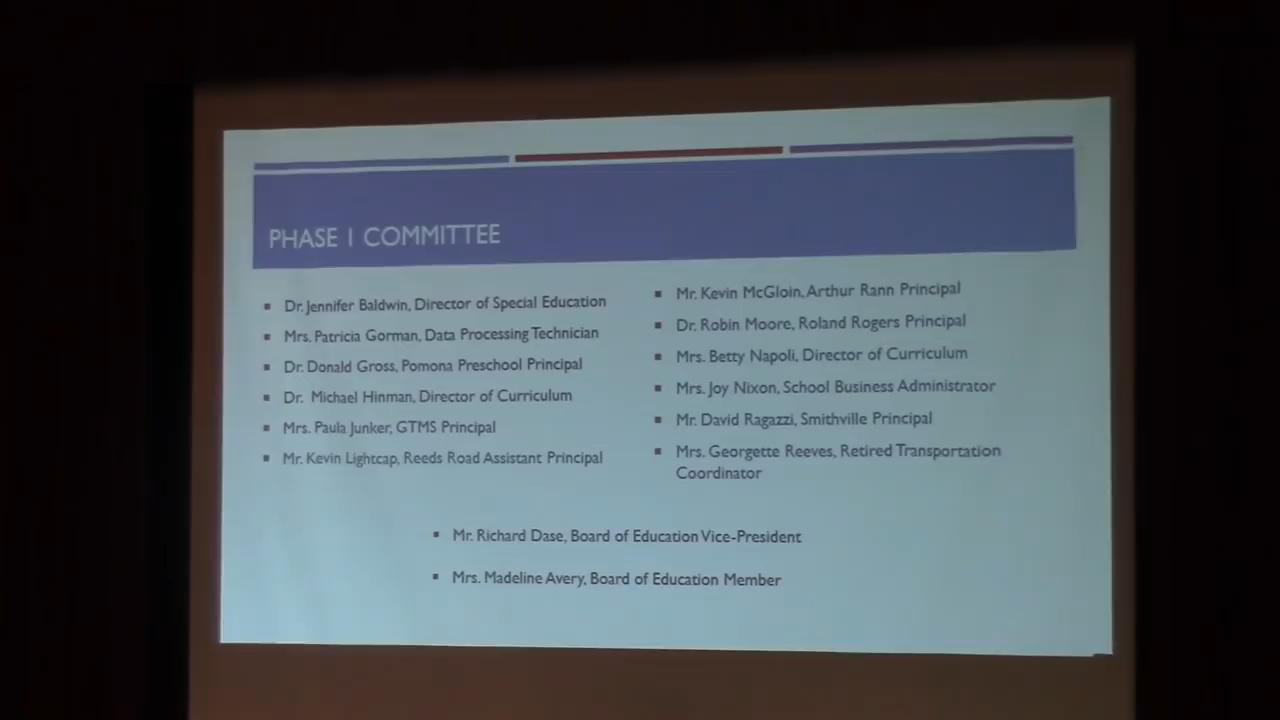 PHASE I COMMITTEE
Dr. Jennifer Baldwin, Director of Special Education
Mrs. Patricia Gorman, Data Processing Technician
Dr. Donald Gross, Pomona Preschool Principal
Dr. Michael Hinman, Director of Curriculum
Mrs. Paula Junker, GTMS Principal
Mr. Kevin Lightcap, Reeds Road Assistant Principal
Mr. Kevin McGloin, Arthur Rann Principal
Dr. Robin Moore, Roland Rogers Principal
Mrs. Betty Napoli, Director of Curriculum
Mrs. Joy Nixon, School Business Administrator
Mr. David Ragazzi, Smithville Principal
Mrs. Georgette Reeves, Retired Transportation
Coordinator
Mr. Richard Dase, Board of Education Vice-President
Mrs. Madeline Avery, Board of Education Member